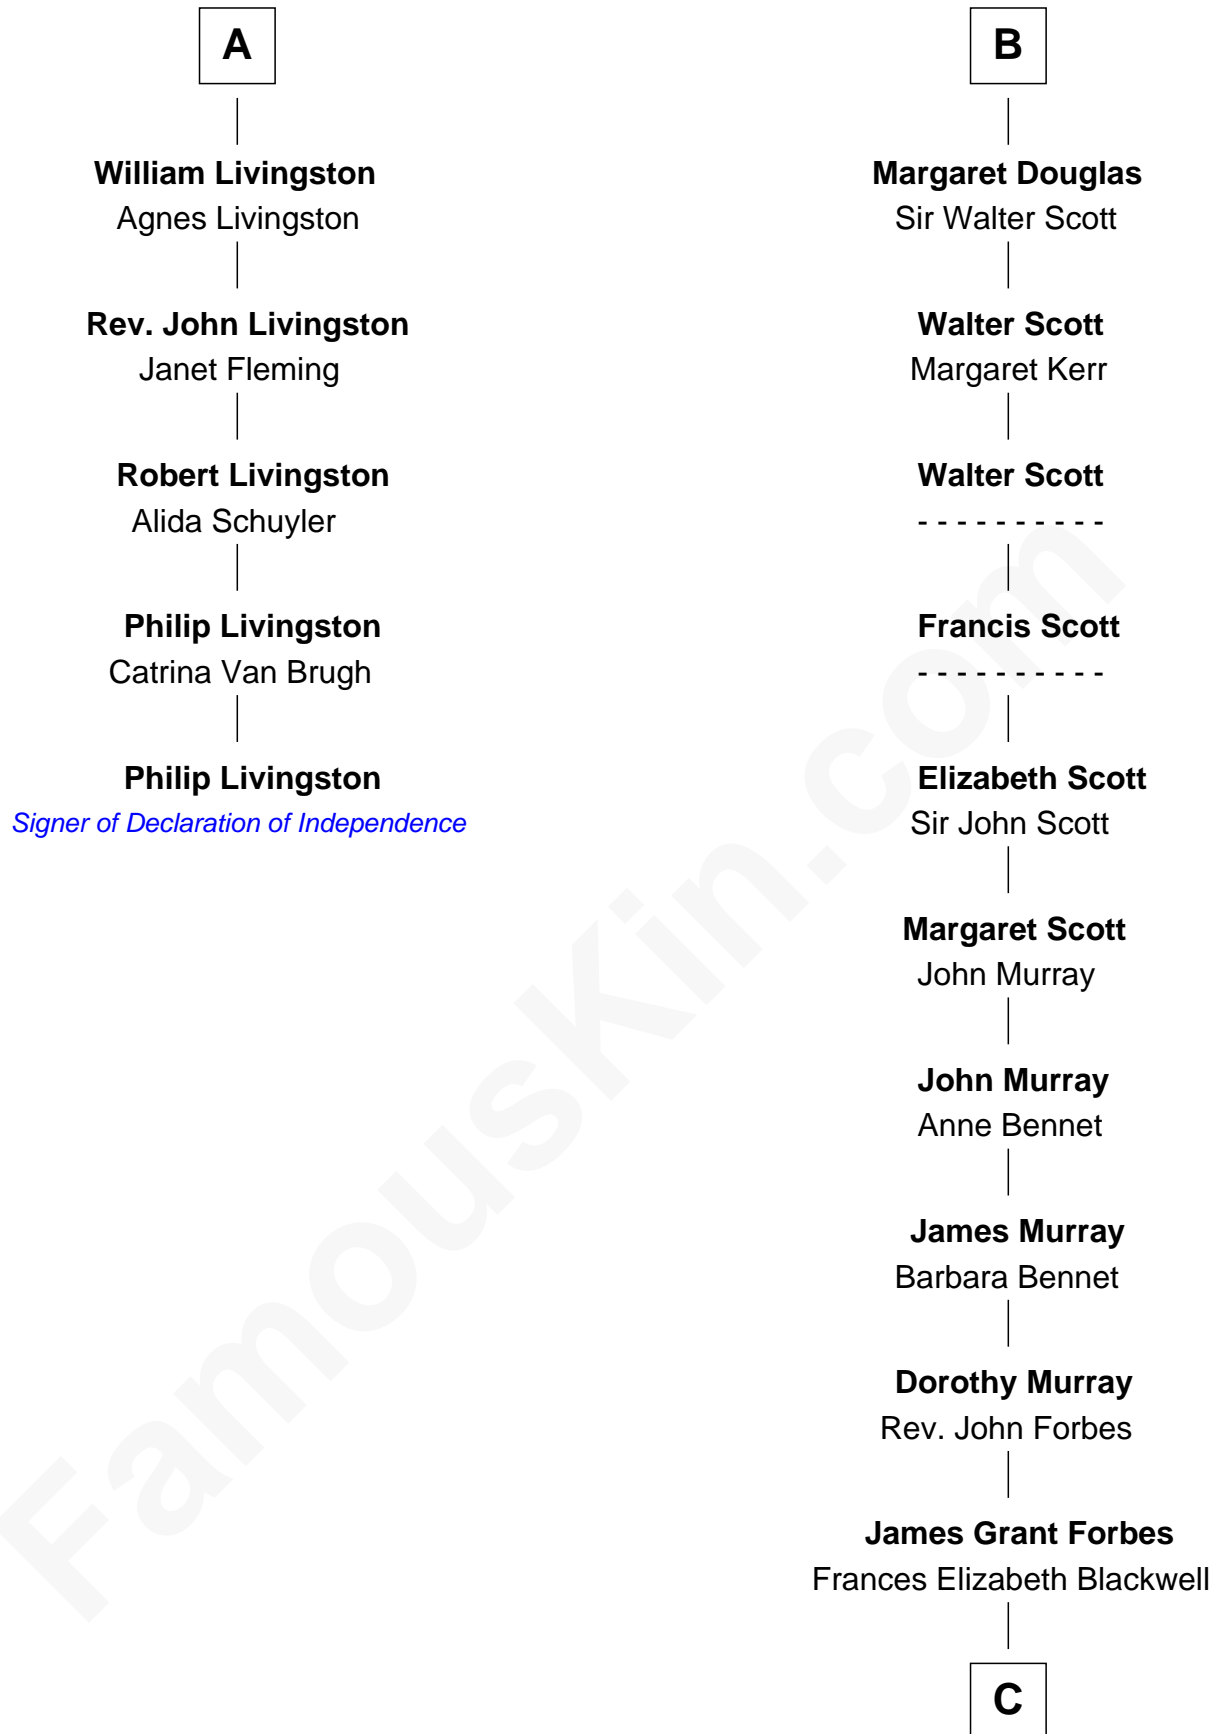 A
William Livingston
Agnes Livingston
Rev. John Livingston
Janet Fleming
Robert Livingston
Alida Schuyler
Philip Livingston
Catrina Van Brugh
Philip Livingston
Signer of Declaration of Independence
B
Margaret Douglas
Sir Walter Scott
Walter Scott
Margaret Kerr
Walter Scott
- - - - - - - - - -
Francis Scott
- - - - - - - - - -
Elizabeth Scott
Sir John Scott
Margaret Scott
John Murray
John Murray
Anne Bennet
James Murray
Barbara Bennet
Dorothy Murray
Rev. John Forbes
James Grant Forbes
Frances Elizabeth Blackwell
C
FamousKin.com